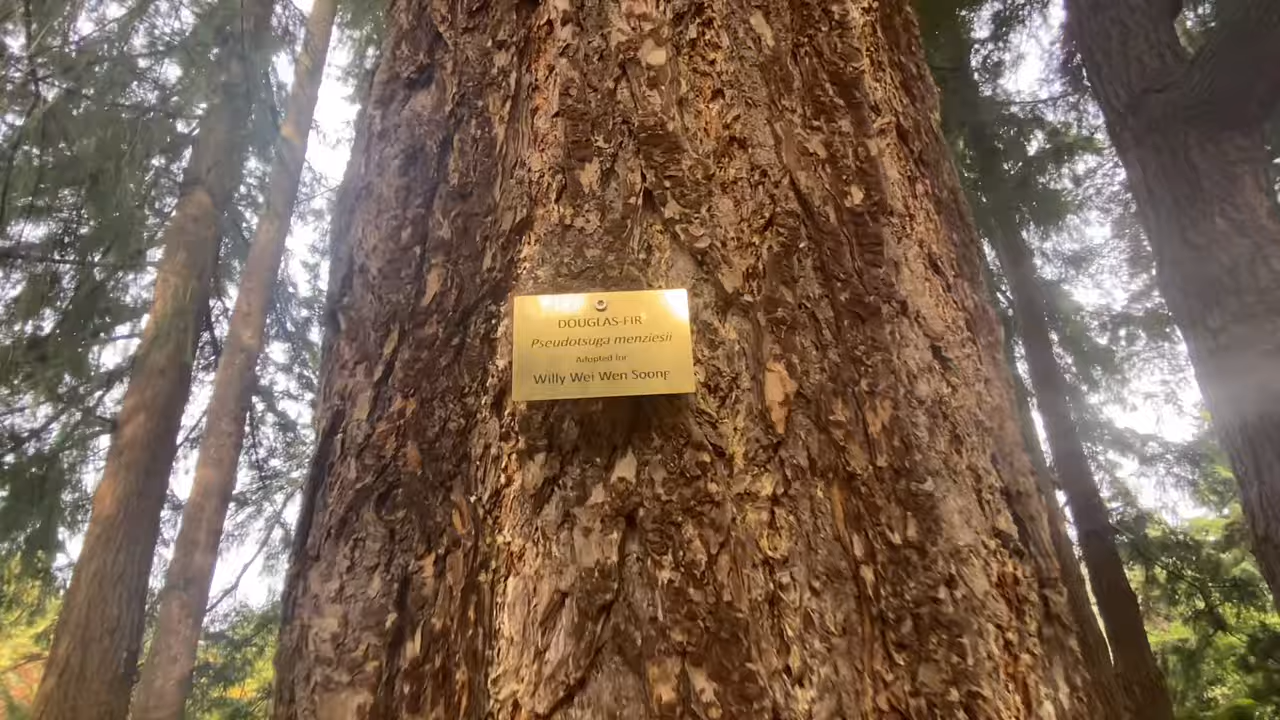 DOUGLAS-FIR
Pseudotsuga menziesii
Adopted for
Willy Wei Wen Soong